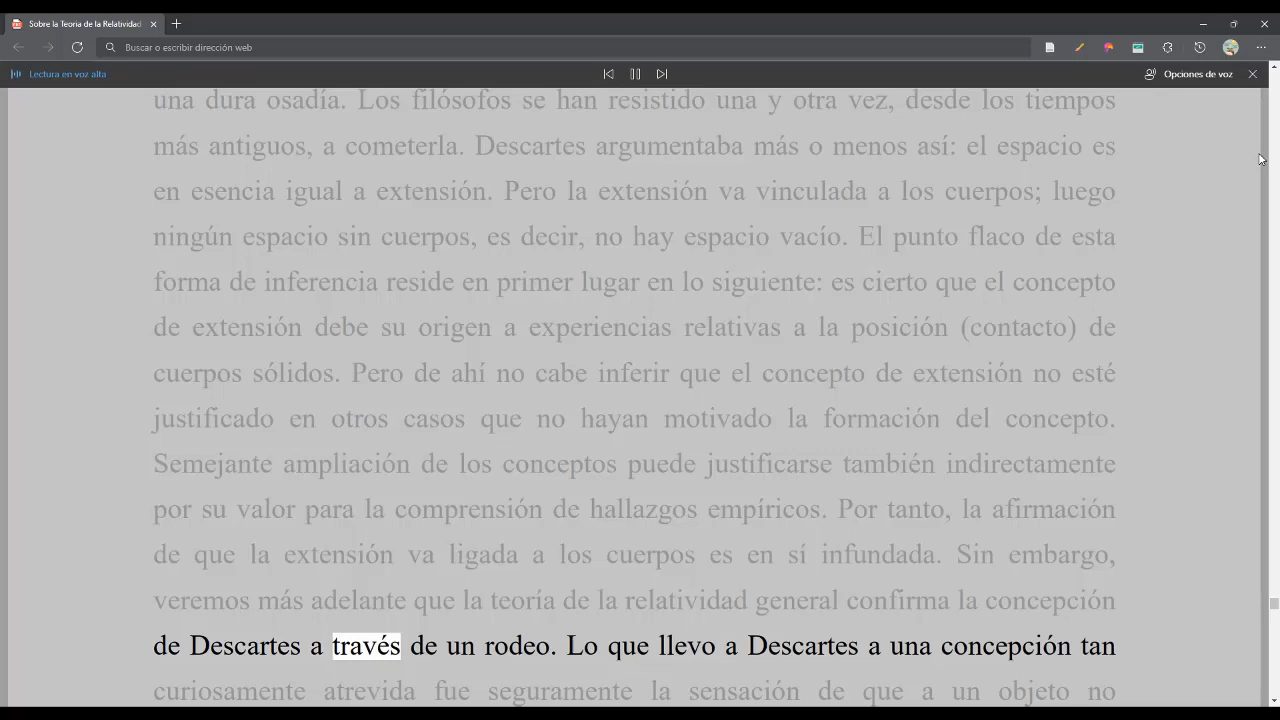 Sobre la Teoria de la Relatividad
Buscar o escribir dirección web
Lectura en voz alta
Opciones de voz
una dura osadía. Los filósofos se han resistido una y otra vez, desde los tiempos
más antiguos, a cometerla. Descartes argumentaba más o menos así: el espacio es
en esencia igual a extensión. Pero la extensión va vinculada a los cuerpos; luego
ningún espacio sin cuerpos, es decir, no hay espacio vacío. El punto flaco de esta
forma de inferencia reside en primer lugar en lo siguiente: es cierto que el concepto
de extensión debe su origen a experiencias relativas a la posición (contacto) de
cuerpos sólidos. Pero de ahí no cabe inferir que el concepto de extensión no esté
justificado en otros casos que no hayan motivado la formación del concepto.
Semejante ampliación de los conceptos puede justificarse también indirectamente
por su valor para la comprensión de hallazgos empíricos. Por tanto, la afirmación
de que la extensión va ligada a los cuerpos es en sí infundada. Sin embargo,
veremos más adelante que la teoría de la relatividad general confirma la concepción
de Descartes a través de un rodeo. Lo que llevo a Descartes a una concepción tan
curiosamente atrevida fue seguramente la sensación de que a un objeto no